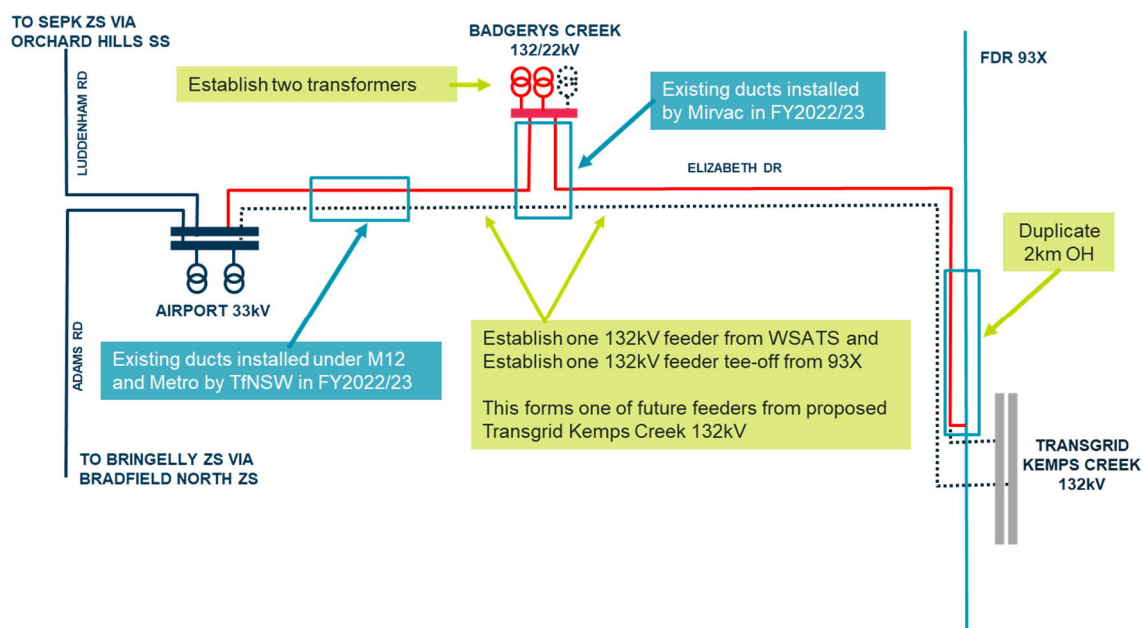 TO SEPK ZS VIA
ORCHARD HILLS SS
LUDDENHAM RD
BADGERYS CREEK
132/22kV
FDR 93X
Establish two transformers
Existing ducts installed
by Mirvac in FY2022/23
ELIZABETH DR
Duplicate
2km OH
AIRPORT 33kV
ADAMS RD
Existing ducts installed under M12
and Metro by TfNSW in FY2022/23
Establish one 132kV feeder from WSATS and
Establish one 132kV feeder tee-off from 93X
This forms one of future feeders from proposed
Transgrid Kemps Creek 132kV
TO BRINGELLY ZS VIA
BRADFIELD NORTH ZS
TRANSGRID
KEMPS CREEK
132kV